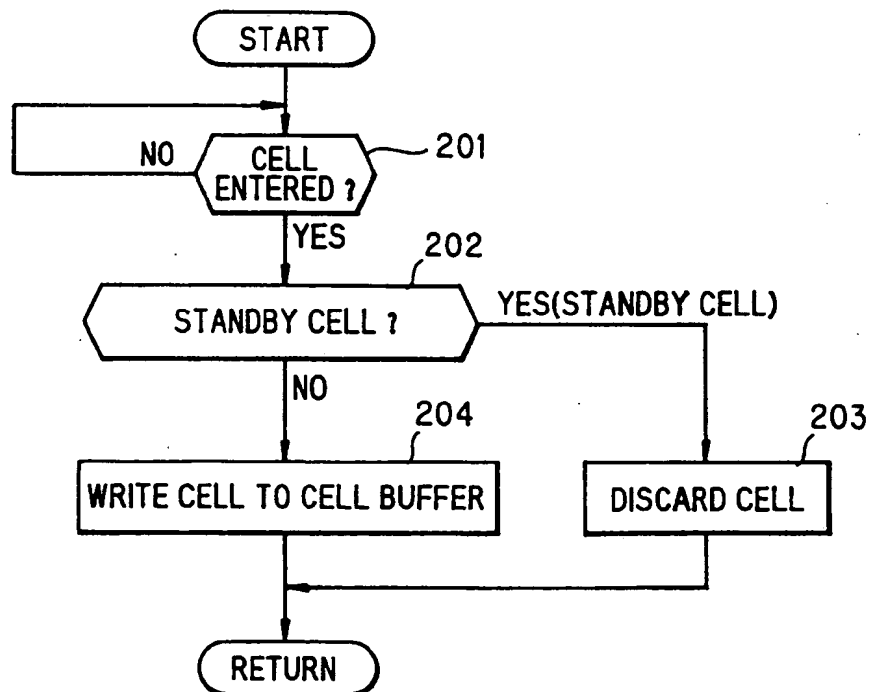 START
NO
CELL
ENTERED ?
201
YES
202
STANDBY CELL ?
YES(STANDBY CELL)
NO
204
203
WRITE CELL TO CELL BUFFER
DISCARD CELL
RETURN